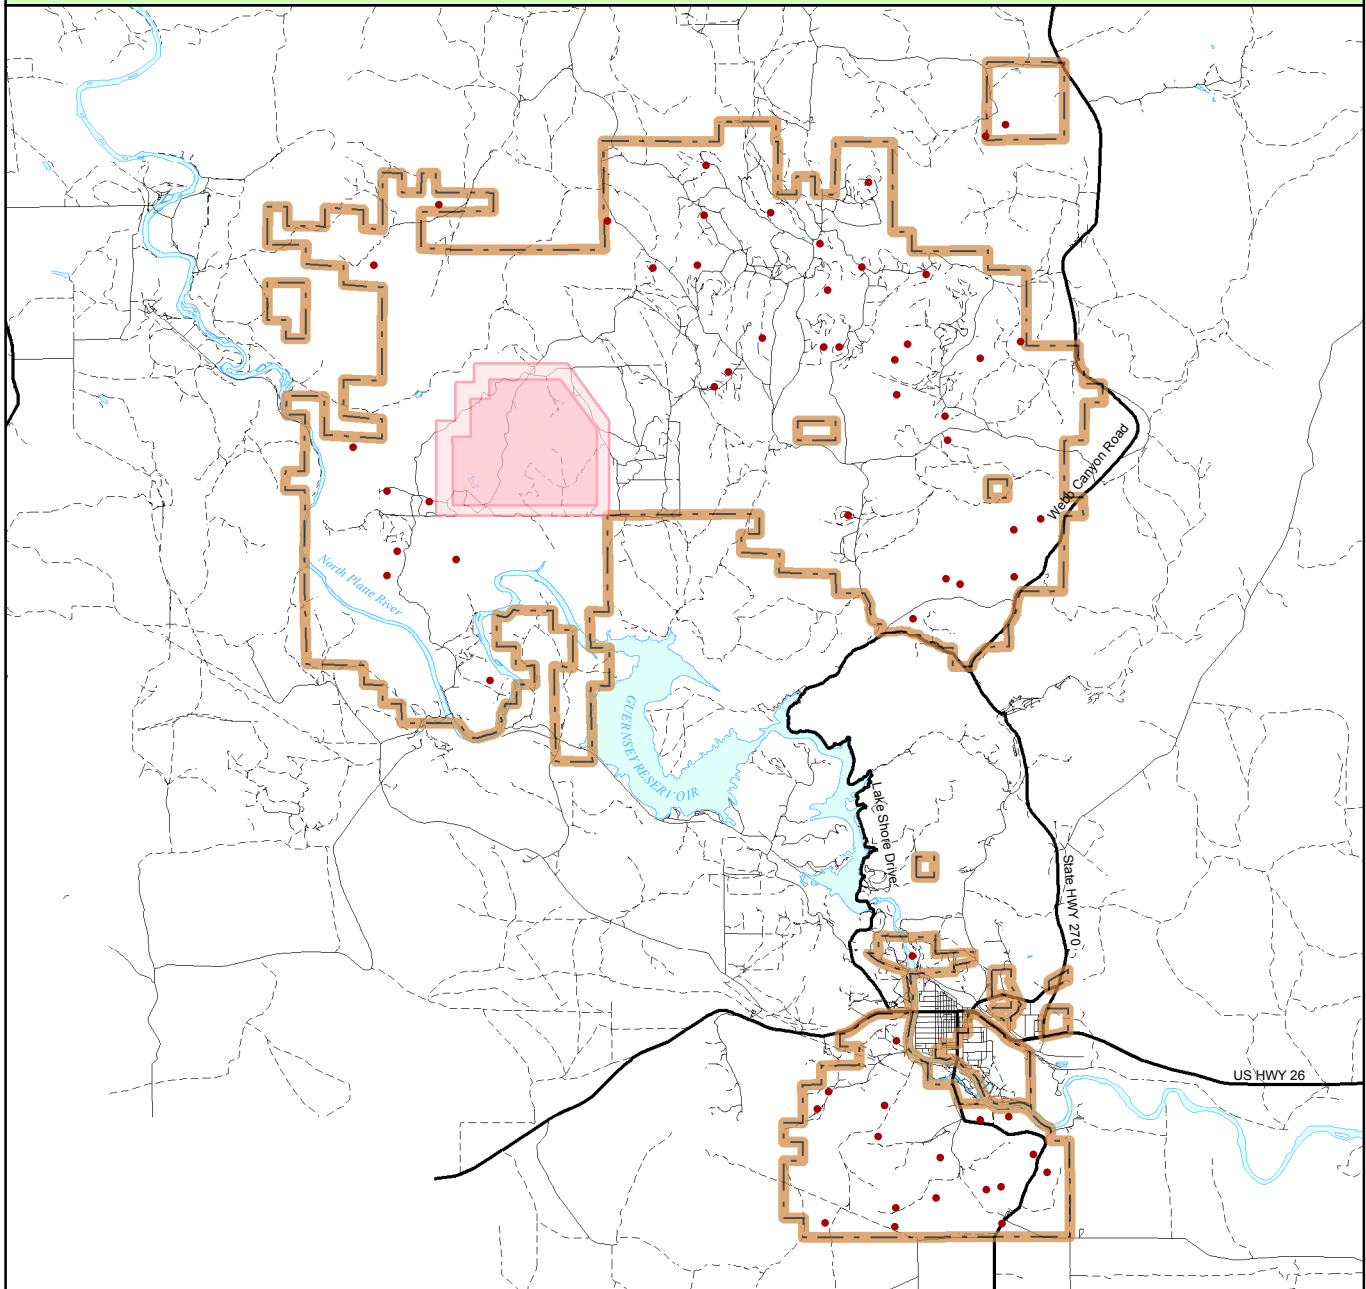 Webb Canyon Road
North Platte River
GUERNSEY RESERVOIR
Lake Shore Drive
State HWY 270
US HWY 26